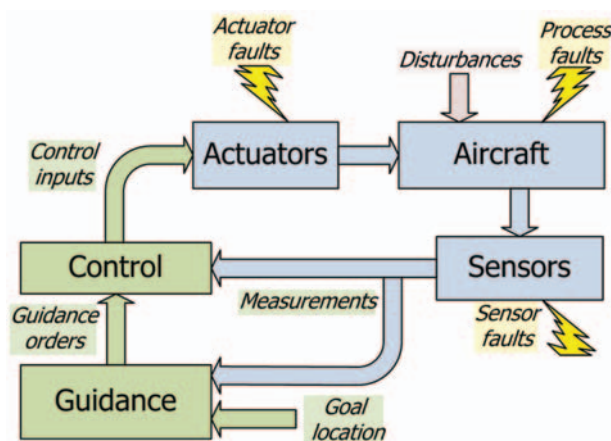 Actuator
faults
Disturbances
Process
faults
Control
inputs
Actuators
Aircraft
Control
Sensors
Measurements
Guidance
orders
Sensor
faults
Guidance
Goal
location